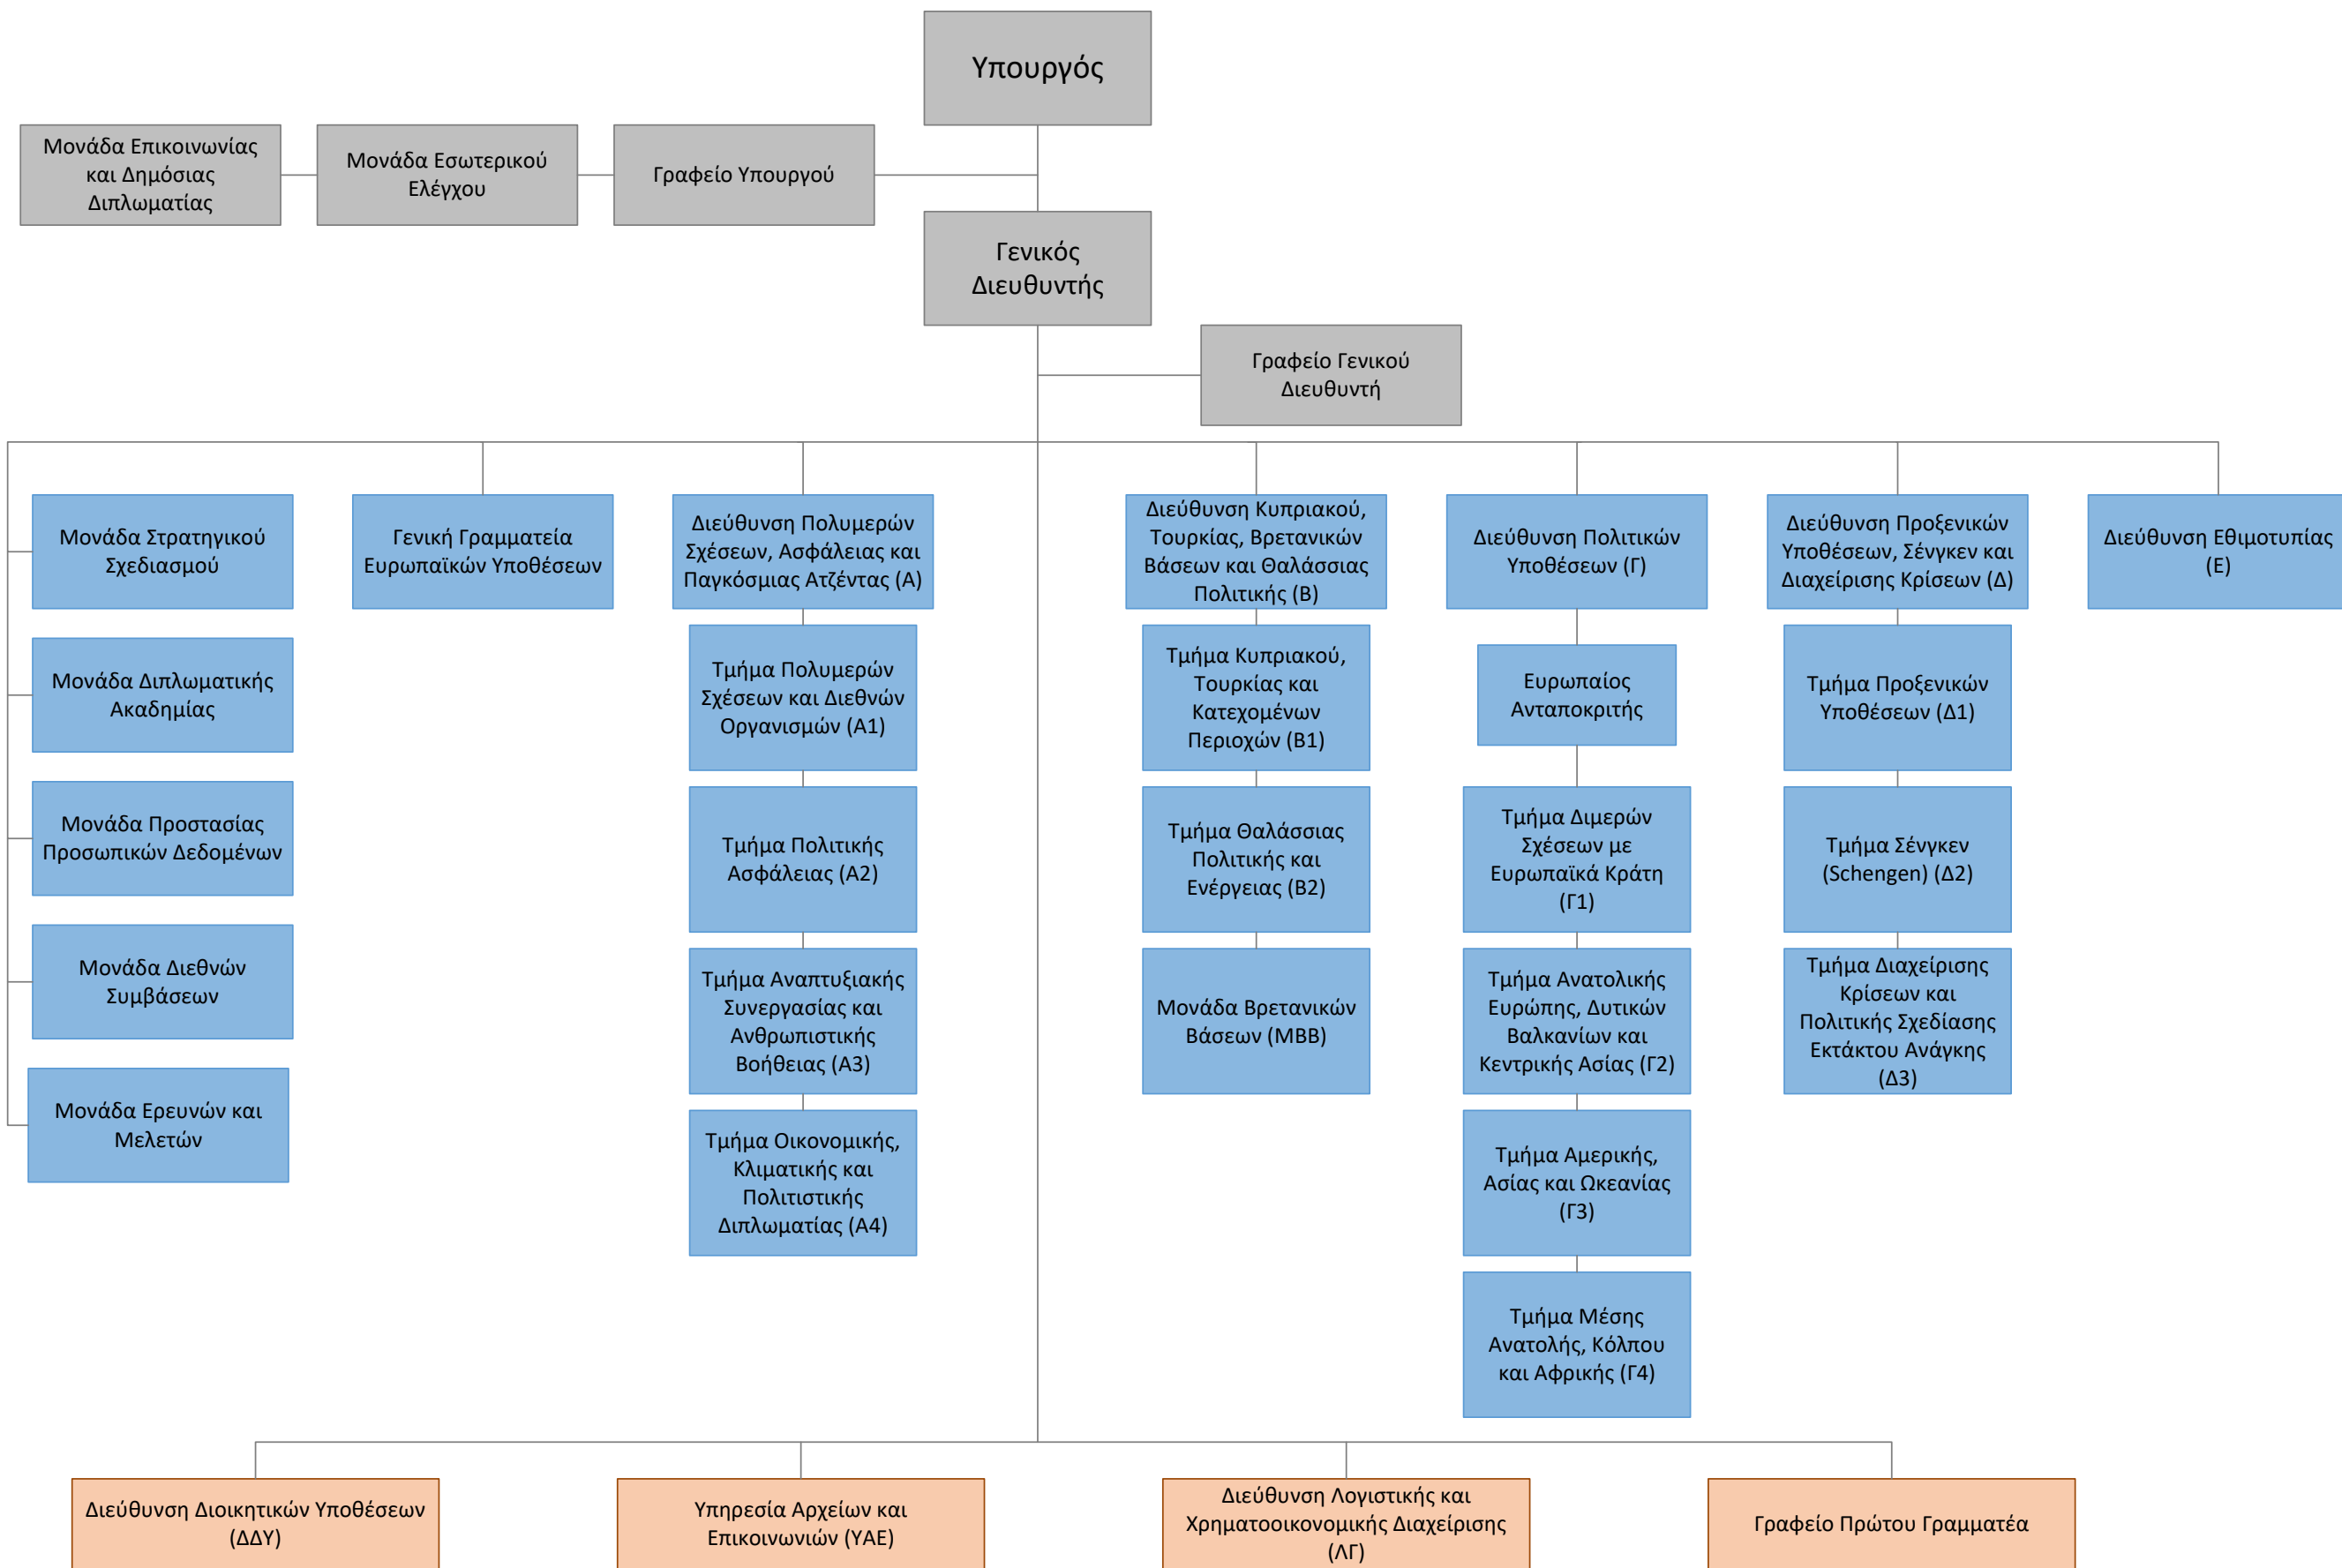 Υπουργός
Μονάδα Επικοινωνίας
και Δημόσιας
Διπλωματίας
Μονάδα Εσωτερικού
Ελέγχου
Γραφείο Υπουργού
Γενικός
Διευθυντής
Γραφείο Γενικού
Διευθυντή
Μονάδα Στρατηγικού
Σχεδιασμού
Γενική Γραμματεία
Ευρωπαϊκών Υποθέσεων
Διεύθυνση Πολυμερών
Σχέσεων, Ασφάλειας και
Παγκόσμιας Ατζέντας (Α)
Διεύθυνση Κυπριακού,
Τουρκίας, Βρετανικών
Βάσεων και Θαλάσσιας
Πολιτικής (Β)
Διεύθυνση Πολιτικών
Υποθέσεων (Γ)
Διεύθυνση Προξενικών
Υποθέσεων, Σένγκεν και
Διαχείρισης Κρίσεων (Δ)
Διεύθυνση Εθιμοτυπίας
(Ε)
Μονάδα Διπλωματικής
Ακαδημίας
Τμήμα Πολυμερών
Σχέσεων και Διεθνών
Οργανισμών (Α1)
Τμήμα Κυπριακού,
Τουρκίας και
Κατεχομένων
Περιοχών (Β1)
Ευρωπαίος
Ανταποκριτής
Τμήμα Προξενικών
Υποθέσεων (Δ1)
Μονάδα Προστασίας
Προσωπικών Δεδομένων
Τμήμα Πολιτικής
Ασφάλειας (Α2)
Τμήμα Θαλάσσιας
Πολιτικής και
Ενέργειας (Β2)
Τμήμα Διμερών
Σχέσεων με
Ευρωπαϊκά Κράτη
(Γ1)
Τμήμα Σένγκεν
(Schengen) (Δ2)
Μονάδα Διεθνών
Συμβάσεων
Τμήμα Αναπτυξιακής
Συνεργασίας και
Ανθρωπιστικής
Βοήθειας (Α3)
Μονάδα Βρετανικών
Βάσεων (ΜΒΒ)
Τμήμα Ανατολικής
Ευρώπης, Δυτικών
Βαλκανίων και
Κεντρικής Ασίας (Γ2)
Τμήμα Διαχείρισης
Κρίσεων και
Πολιτικής Σχεδίασης
Εκτάκτου Ανάγκης
(Δ3)
Μονάδα Ερευνών και
Μελετών
Τμήμα Οικονομικής,
Κλιματικής και
Πολιτιστικής
Διπλωματίας (Α4)
Τμήμα Αμερικής,
Ασίας και Ωκεανίας
(Γ3)
Τμήμα Μέσης
Ανατολής, Κόλπου
και Αφρικής (Γ4)
Διεύθυνση Διοικητικών Υποθέσεων
(ΔΔΥ)
Υπηρεσία Αρχείων και
Επικοινωνιών (ΥΑΕ)
Διεύθυνση Λογιστικής και
Χρηματοοικονομικής Διαχείρισης
(ΛΓ)
Γραφείο Πρώτου Γραμματέα